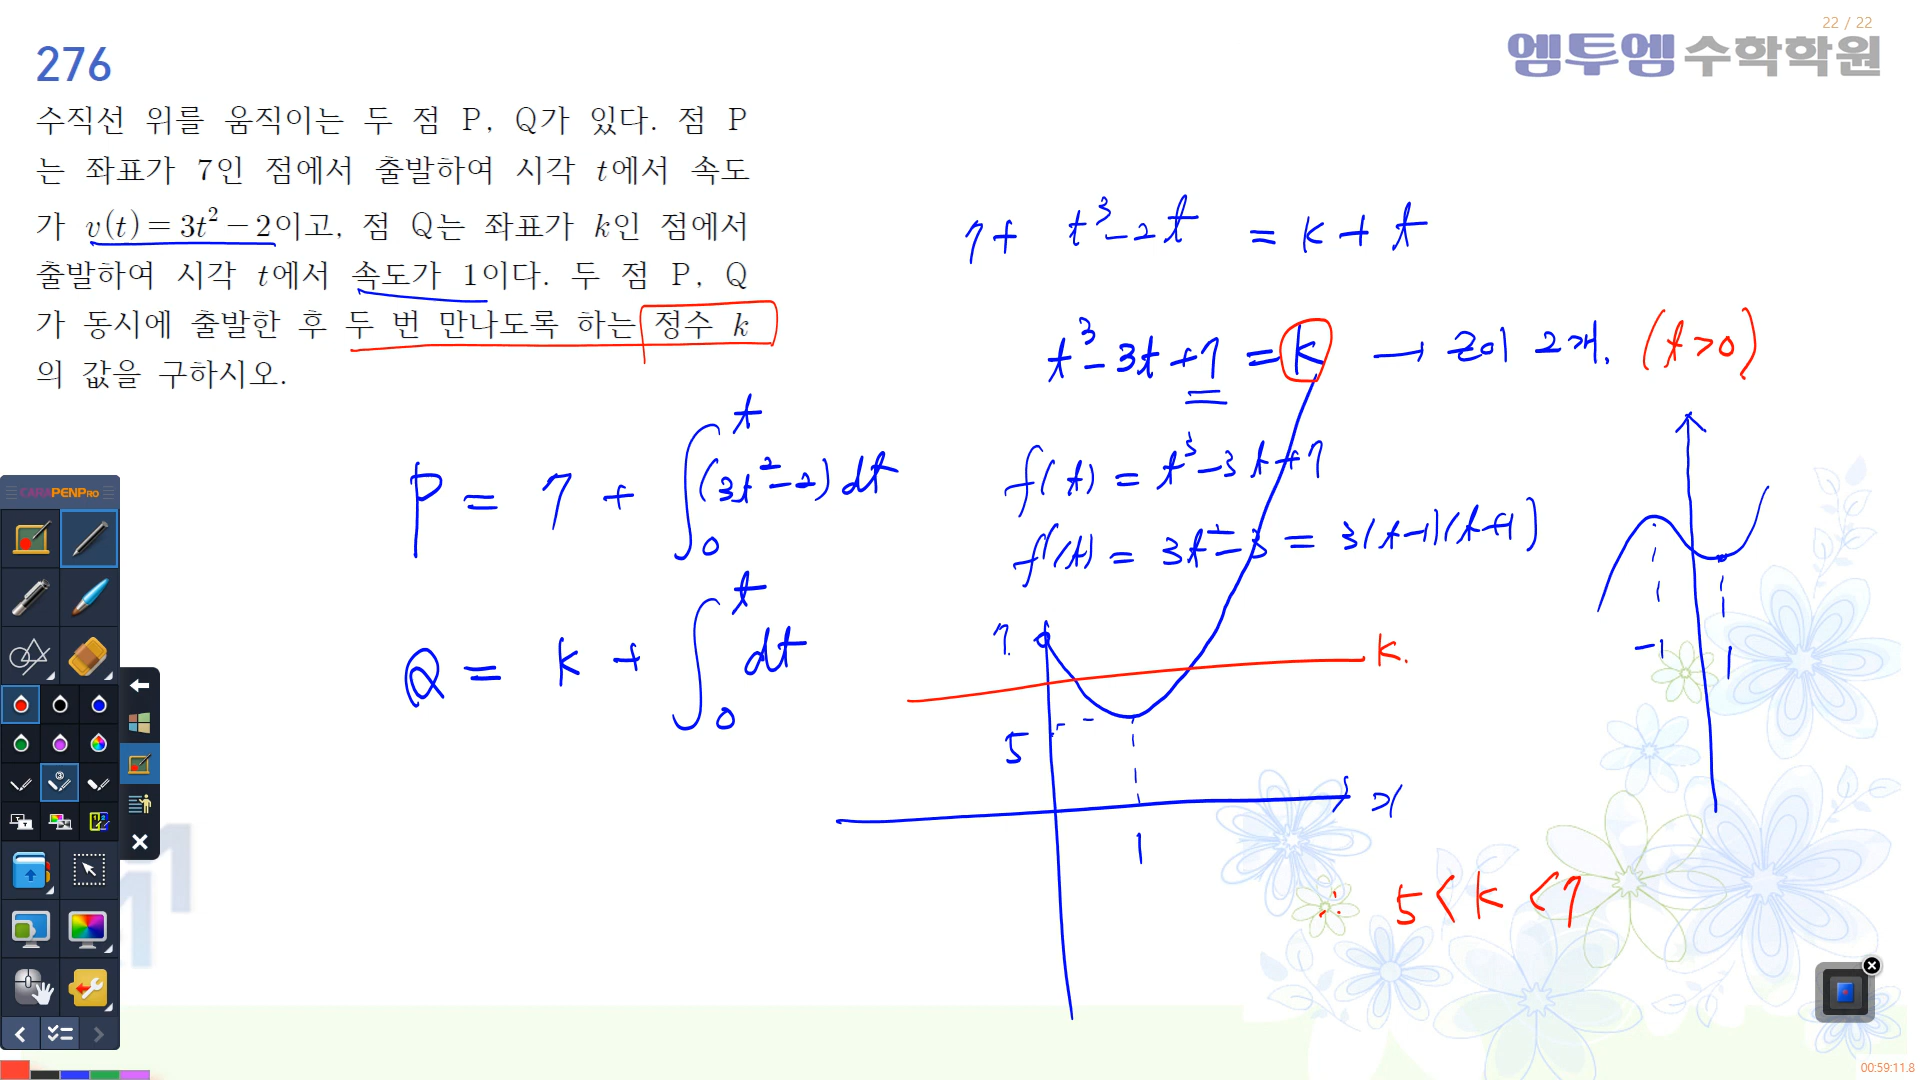 22 / 22
엠투엠 수학학원
276
수직선 위를 움직이는 두 점 P, Q가 있다. 점 P
는 좌표가 7인 점에서 출발하여 시각 t에서 속도
가 v(t) = 3t² − 2이고, 점 Q는 좌표가 k인 점에서
출발하여 시각 t에서 속도가 1이다. 두 점 P, Q
가 동시에 출발한 후 두 번 만나도록 하는 정수 k
의 값을 구하시오.
P = 7 + ∫₀ᵗ (3t² − 2) dt
Q = k + ∫₀ᵗ dt
7 + t³ − 2t = k + t
t³ − 3t + 7 = k → 근이 2개. (t > 0)
f(t) = t³ − 3t + 7
f'(t) = 3t² − 3 = 3(t−1)(t+1)
7.
k.
5
1
x
−1
1
∴ 5 < k < 7
CARAPENPRO
00:59:11.8